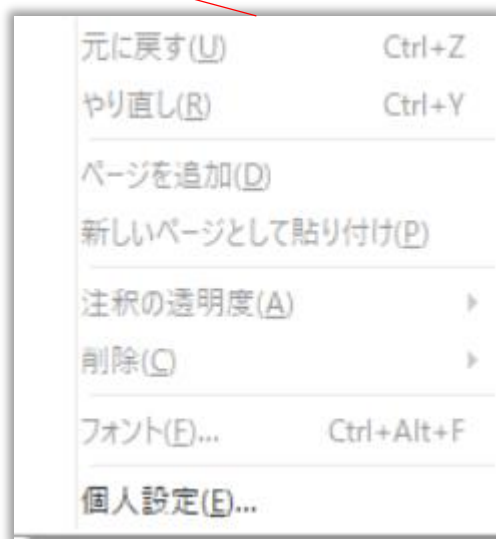 元に戻す(U) Ctrl+Z
やり直し(R) Ctrl+Y
ページを追加(D)
新しいページとして貼り付け(P)
注釈の透明度(A)
削除(C)
フォント(F)... Ctrl+Alt+F
個人設定(E)...